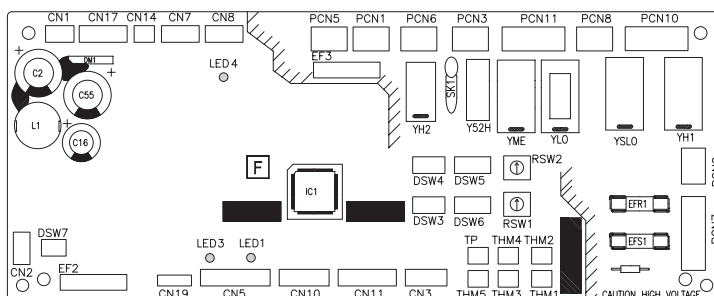 CN1 CN17 CN14 CN7 CN8 PCN5 PCN1 PCN6 PCN3 PCN11 PCN8 PCN10
EF3
DM1
LED4
C2
C55
SK1
L1
C16
YH2 Y52H YME YLO YSLO YH1
F
IC1
DSW4 DSW5 RSW2
DSW3 DSW6 RSW1
EFR1
EFS1
DSW7
CN2
EF2
LED3 LED1
TP THM4 THM2
CN19 CN5 CN10 CN11 CN3 THM5 THM3 THM1
CAUTION HIGH VOLTAGE